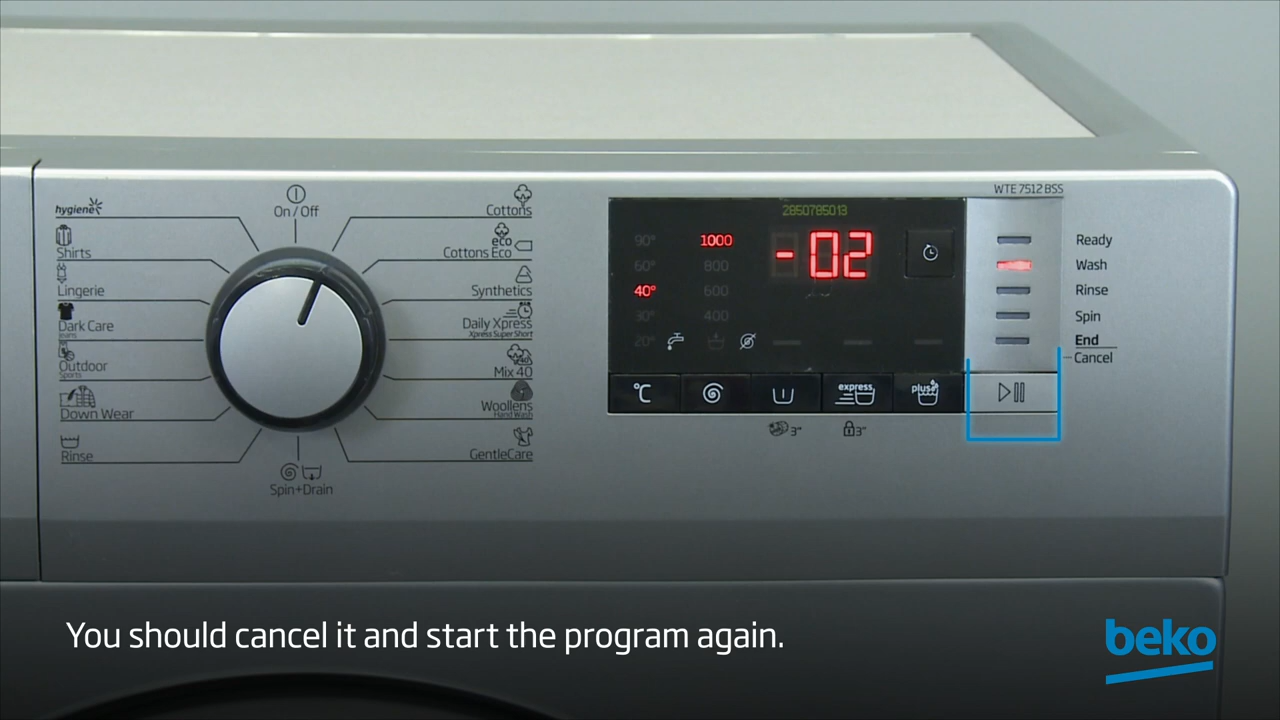 WTE 7512 BSS
On / Off
hygiene
Shirts
Lingerie
Dark Care
Jeans
Outdoor
Sports
Down Wear
Rinse
Spin+Drain
Cottons
eco
Cottons Eco
Synthetics
Daily Xpress
Xpress Super Short
Mix 40
Woollens
Hand Wash
GentleCare
2850785013
90° 1000
60° 800
40° 600
30° 400
20°
-02
Ready
Wash
Rinse
Spin
End
Cancel
°C
express
plus+
3"
3"
You should cancel it and start the program again.
beko